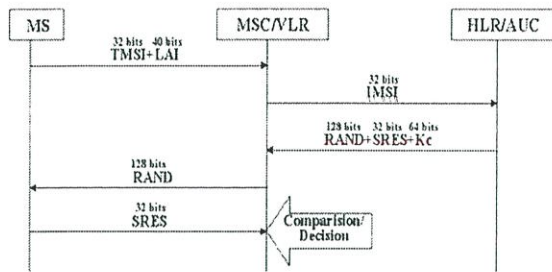 MS
MSC/VLR
HLR/AUC
32 bits 40 bits
TMSI+LAI
32 bits
IMSI
128 bits 32 bits 64 bits
RAND+SRES+Kc
128 bits
RAND
32 bits
SRES
Comparision/
Decision